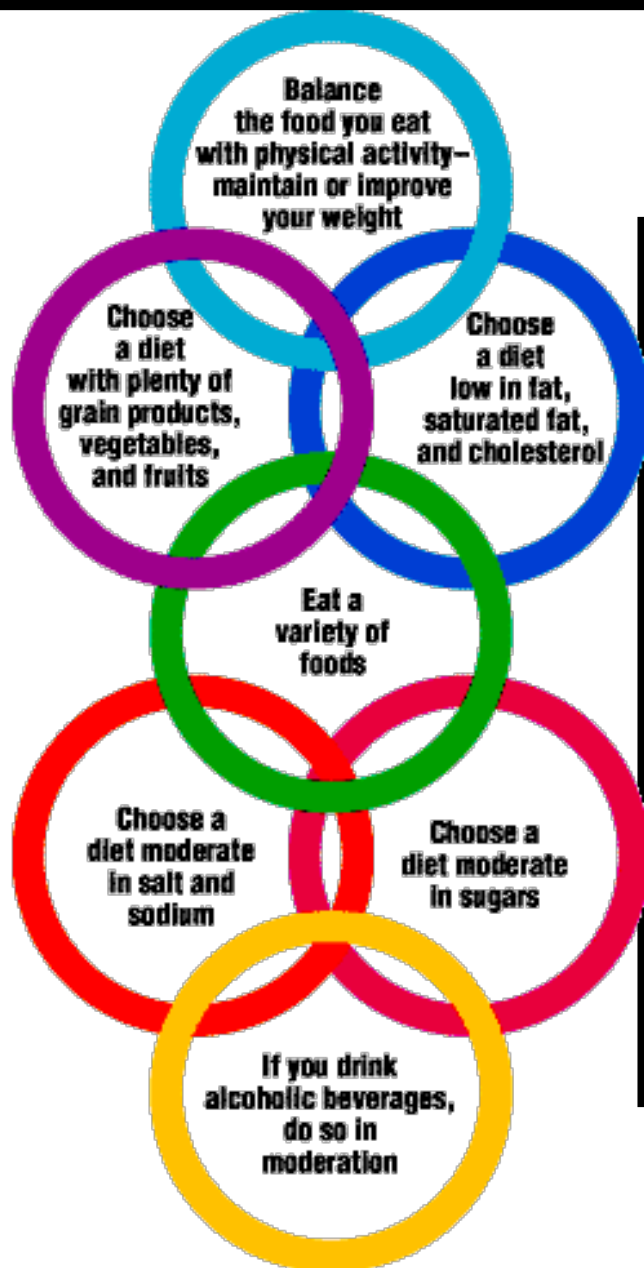 Balance
the food you eat
with physical activity–
maintain or improve
your weight
Choose
a diet
with plenty of
grain products,
vegetables,
and fruits
Choose
a diet
low in fat,
saturated fat,
and cholesterol
Eat a
variety of
foods
Choose a
diet moderate
in salt and
sodium
Choose a
diet moderate
in sugars
If you drink
alcoholic beverages,
do so in
moderation